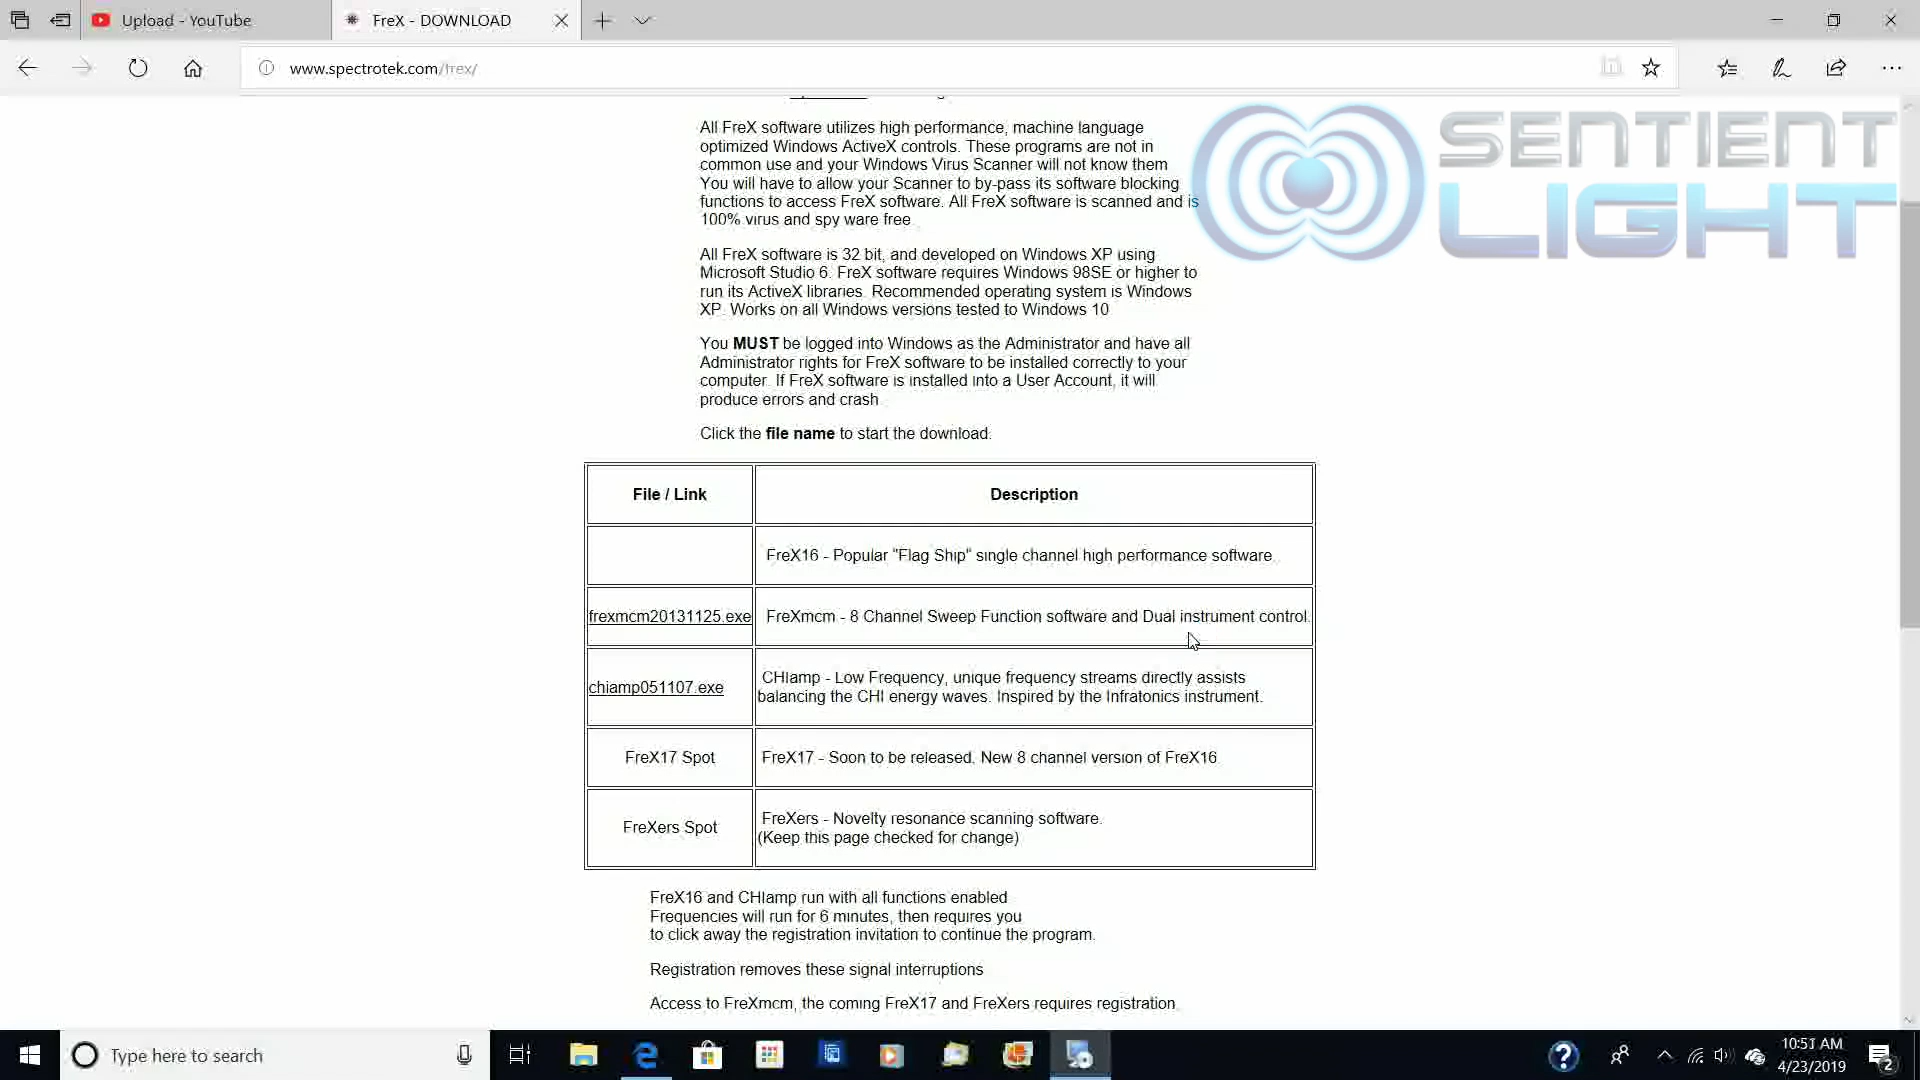 Upload - YouTube
FreX - DOWNLOAD
www.spectrotek.com/frex/
SENTIENT
LIGHT
All FreX software utilizes high performance, machine language
optimized Windows ActiveX controls. These programs are not in
common use and your Windows Virus Scanner will not know them
You will have to allow your Scanner to by-pass its software blocking
functions to access FreX software. All FreX software is scanned and is
100% virus and spy ware free
All FreX software is 32 bit, and developed on Windows XP using
Microsoft Studio 6. FreX software requires Windows 98SE or higher to
run its ActiveX libraries. Recommended operating system is Windows
XP. Works on all Windows versions tested to Windows 10
You MUST be logged into Windows as the Administrator and have all
Administrator rights for FreX software to be installed correctly to your
computer. If FreX software is installed into a User Account, it will
produce errors and crash
Click the file name to start the download.
File / Link
Description
FreX16 - Popular "Flag Ship" single channel high performance software.
frexmcm20131125.exe
FreXmcm - 8 Channel Sweep Function software and Dual instrument control.
chiamp051107.exe
CHIamp - Low Frequency, unique frequency streams directly assists
balancing the CHI energy waves. Inspired by the Infratonics instrument.
FreX17 Spot
FreX17 - Soon to be released. New 8 channel version of FreX16
FreXers Spot
FreXers - Novelty resonance scanning software.
(Keep this page checked for change)
FreX16 and CHIamp run with all functions enabled
Frequencies will run for 6 minutes, then requires you
to click away the registration invitation to continue the program.
Registration removes these signal interruptions
Access to FreXmcm, the coming FreX17 and FreXers requires registration.
Type here to search
10:51 AM
4/23/2019
2